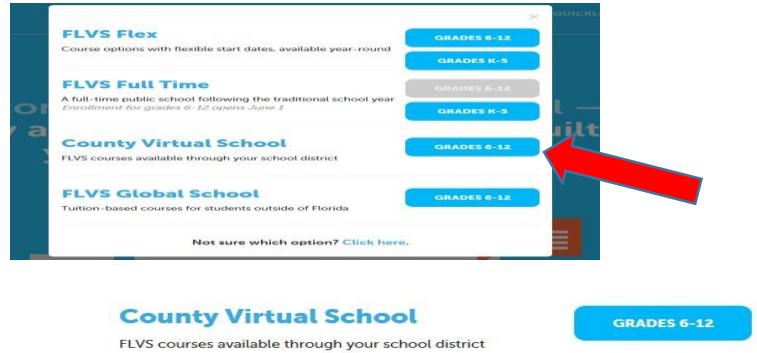 ×
QUICKL
FLVS Flex
Course options with flexible start dates, available year-round
GRADES 6-12
GRADES K-5
FLVS Full Time
A full-time public school following the traditional school year
Enrollment for grades 6-12 opens June 1
GRADES 6-12
GRADES K-5
County Virtual School
FLVS courses available through your school district
GRADES 6-12
FLVS Global School
Tuition-based courses for students outside of Florida
GRADES 6-12
Not sure which option? Click here.
County Virtual School
FLVS courses available through your school district
GRADES 6-12